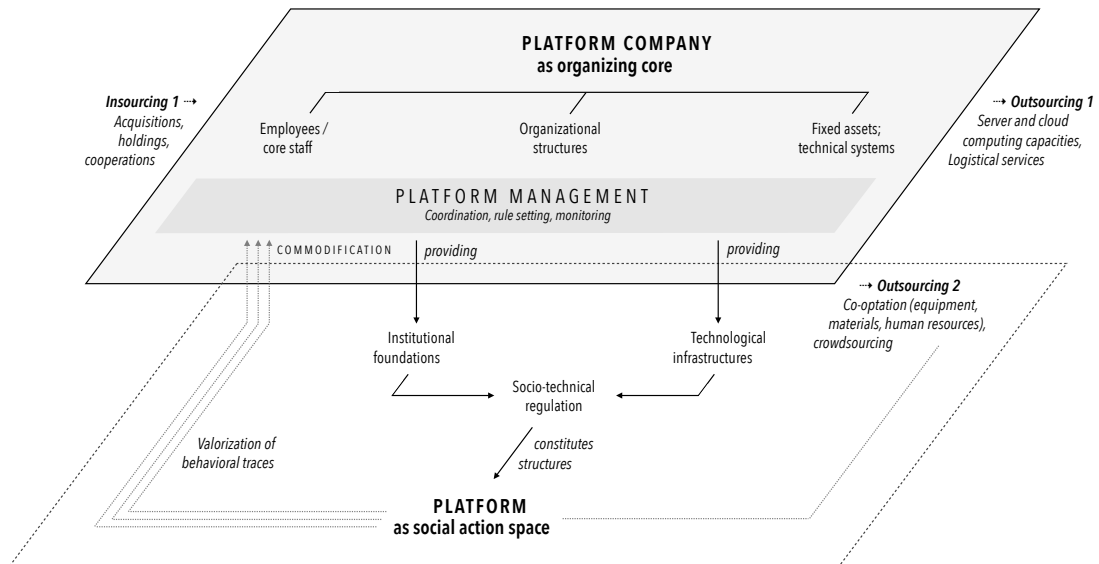 PLATFORM COMPANY
as organizing core
Insourcing 1
Acquisitions,
holdings,
cooperations
Employees /
core staff
Organizational
structures
Fixed assets;
technical systems
Outsourcing 1
Server and cloud
computing capacities,
Logistical services
PLATFORM MANAGEMENT
Coordination, rule setting, monitoring
COMMODIFICATION
providing
providing
Outsourcing 2
Co-optation (equipment,
materials, human resources),
crowdsourcing
Institutional
foundations
Technological
infrastructures
Socio-technical
regulation
Valorization of
behavioral traces
constitutes
structures
PLATFORM
as social action space